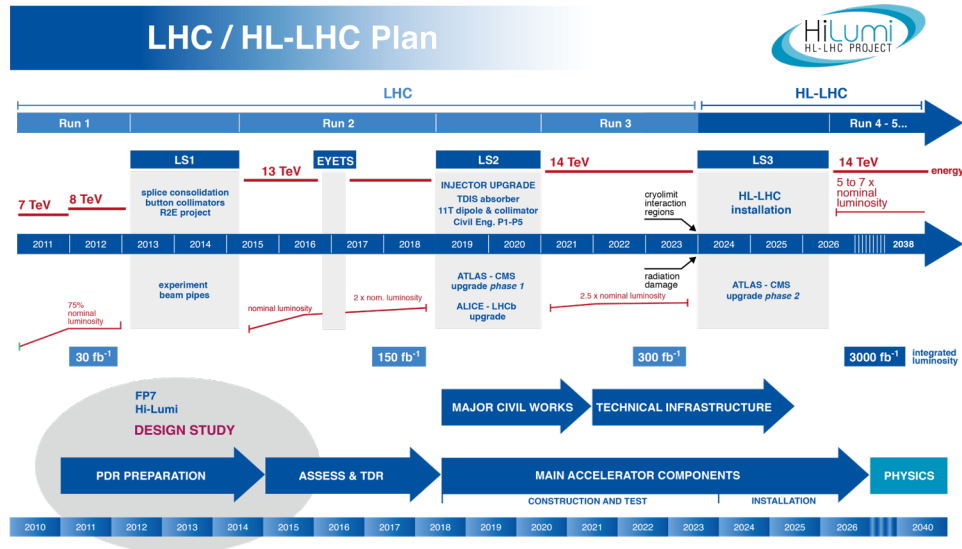 LHC / HL-LHC Plan
HiLumi
HL-LHC PROJECT
LHC
HL-LHC
Run 1
Run 2
Run 3
Run 4 - 5...
LS1
EYETS
LS2
LS3
13 TeV
14 TeV
14 TeV
energy
7 TeV
8 TeV
splice consolidation
button collimators
R2E project
INJECTOR UPGRADE
TDIS absorber
11T dipole & collimator
Civil Eng. P1-P5
cryolimit
interaction
regions
HL-LHC
installation
5 to 7 x
nominal
luminosity
2011 2012 2013 2014 2015 2016 2017 2018 2019 2020 2021 2022 2023 2024 2025 2026 2038
experiment
beam pipes
ATLAS - CMS
upgrade phase 1
ALICE - LHCb
upgrade
radiation
damage
ATLAS - CMS
upgrade phase 2
75%
nominal
luminosity
nominal luminosity
2 x nom. luminosity
2.5 x nominal luminosity
30 fb-1
150 fb-1
300 fb-1
3000 fb-1
integrated
luminosity
FP7
Hi-Lumi
DESIGN STUDY
MAJOR CIVIL WORKS
TECHNICAL INFRASTRUCTURE
PDR PREPARATION
ASSESS & TDR
MAIN ACCELERATOR COMPONENTS
PHYSICS
CONSTRUCTION AND TEST
INSTALLATION
2010 2011 2012 2013 2014 2015 2016 2017 2018 2019 2020 2021 2022 2023 2024 2025 2026 2040